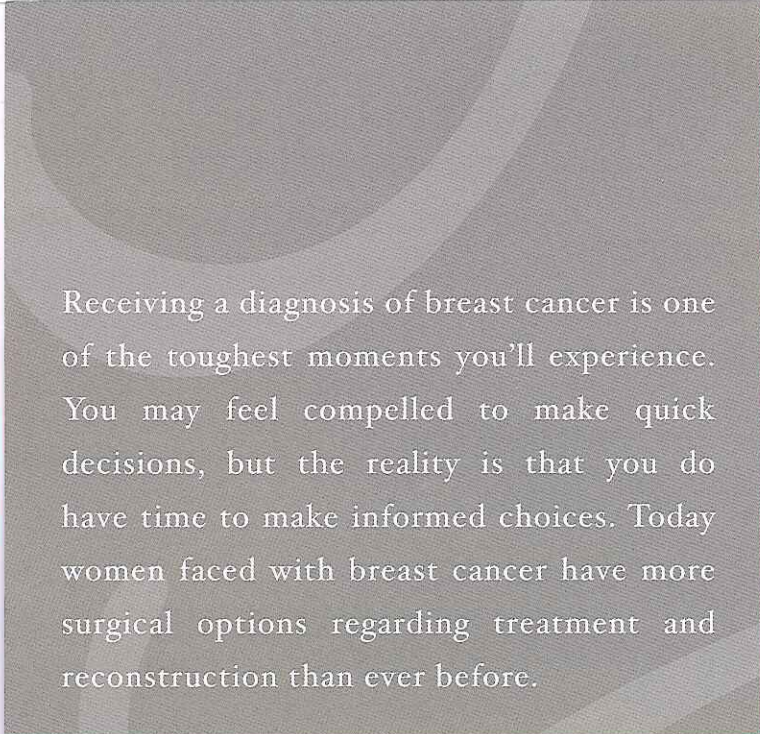 Receiving a diagnosis of breast cancer is one
of the toughest moments you'll experience.
You may feel compelled to make quick
decisions, but the reality is that you do
have time to make informed choices. Today
women faced with breast cancer have more
surgical options regarding treatment and
reconstruction than ever before.